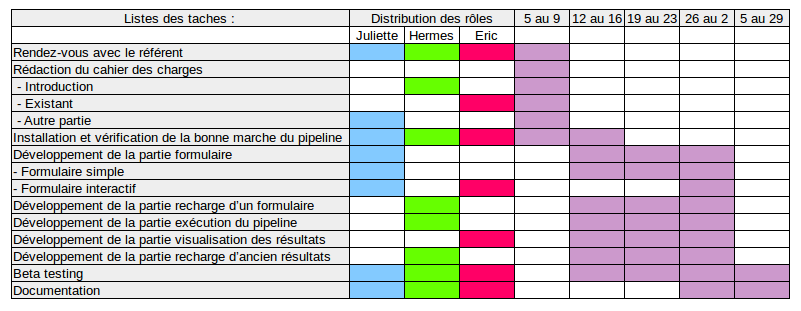 Listes des taches : Distribution des rôles 5 au 9 12 au 16 19 au 23 26 au 2 5 au 29
Juliette Hermes Eric
Rendez-vous avec le référent
Rédaction du cahier des charges
- Introduction
- Existant
- Autre partie
Installation et vérification de la bonne marche du pipeline
Développement de la partie formulaire
- Formulaire simple
- Formulaire interactif
Développement de la partie recharge d'un formulaire
Développement de la partie exécution du pipeline
Développement de la partie visualisation des résultats
Développement de la partie recharge d'ancien résultats
Beta testing
Documentation